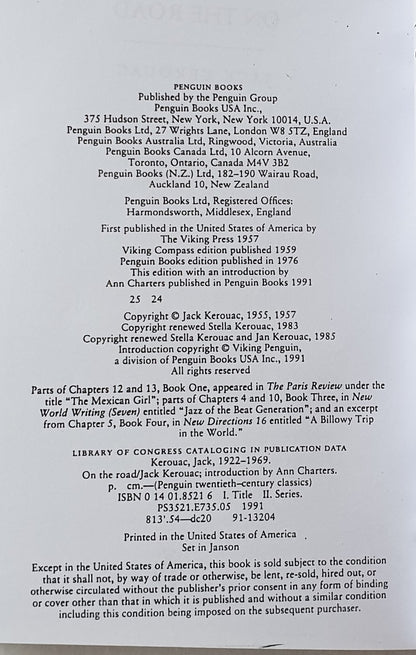 PENGUIN BOOKS
Published by the Penguin Group
Penguin Books USA Inc.,
375 Hudson Street, New York, New York 10014, U.S.A.
Penguin Books Ltd, 27 Wrights Lane, London W8 5TZ, England
Penguin Books Australia Ltd, Ringwood, Victoria, Australia
Penguin Books Canada Ltd, 10 Alcorn Avenue,
Toronto, Ontario, Canada M4V 3B2
Penguin Books (N.Z.) Ltd, 182–190 Wairau Road,
Auckland 10, New Zealand
Penguin Books Ltd, Registered Offices:
Harmondsworth, Middlesex, England
First published in the United States of America by
The Viking Press 1957
Viking Compass edition published 1959
Penguin Books edition published in 1976
This edition with an introduction by
Ann Charters published in Penguin Books 1991
25 24
Copyright © Jack Kerouac, 1955, 1957
Copyright renewed Stella Kerouac, 1983
Copyright renewed Stella Kerouac and Jan Kerouac, 1985
Introduction copyright © Viking Penguin,
a division of Penguin Books USA Inc., 1991
All rights reserved
Parts of Chapters 12 and 13, Book One, appeared in The Paris Review under the
title “The Mexican Girl”; parts of Chapters 4 and 10, Book Three, in New
World Writing (Seven) entitled “Jazz of the Beat Generation”; and an excerpt
from Chapter 5, Book Four, in New Directions 16 entitled “A Billowy Trip
in the World.”
LIBRARY OF CONGRESS CATALOGING IN PUBLICATION DATA
Kerouac, Jack, 1922–1969.
On the road/Jack Kerouac; introduction by Ann Charters.
p. cm.—(Penguin twentieth-century classics)
ISBN 0 14 01.8521 6 I. Title II. Series.
PS3521.E735.O5 1991
813'.54—dc20 91-13204
Printed in the United States of America
Set in Janson
Except in the United States of America, this book is sold subject to the condition
that it shall not, by way of trade or otherwise, be lent, re-sold, hired out, or
otherwise circulated without the publisher's prior consent in any form of binding
or cover other than that in which it is published and without a similar condition
including this condition being imposed on the subsequent purchaser.